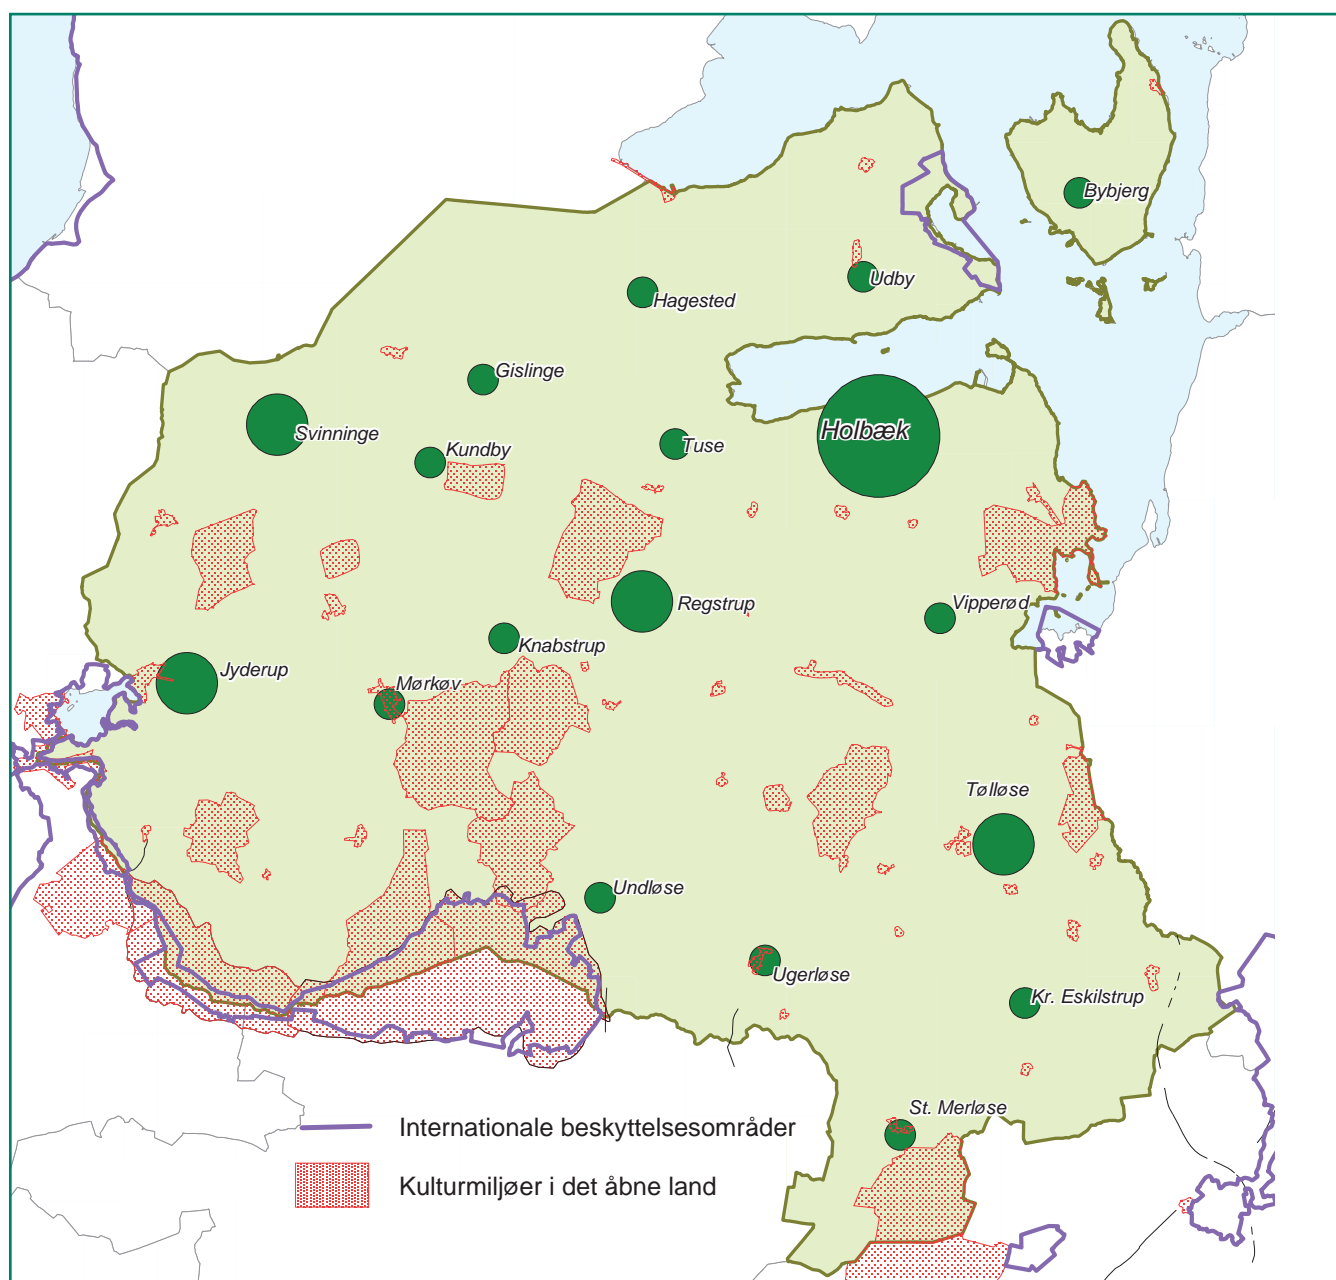 Bybjerg
Udby
Hagested
Gislinge
Svinninge
Holbæk
Tuse
Kundby
Regstrup
Vipperød
Knabstrup
Jyderup
Mørkøv
Tølløse
Undløse
Ugerløse
Kr. Eskilstrup
St. Merløse
Internationale beskyttelsesområder
Kulturmiljøer i det åbne land